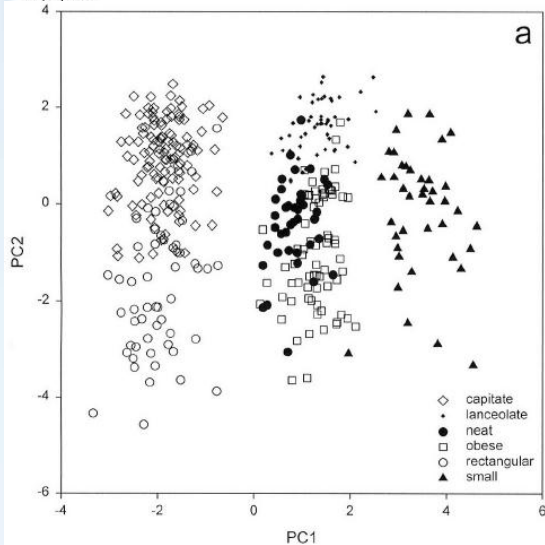 a
4
2
0
-2
-4
-6
PC2
capitate
lanceolate
neat
obese
rectangular
small
-4
-2
0
2
4
6
PC1